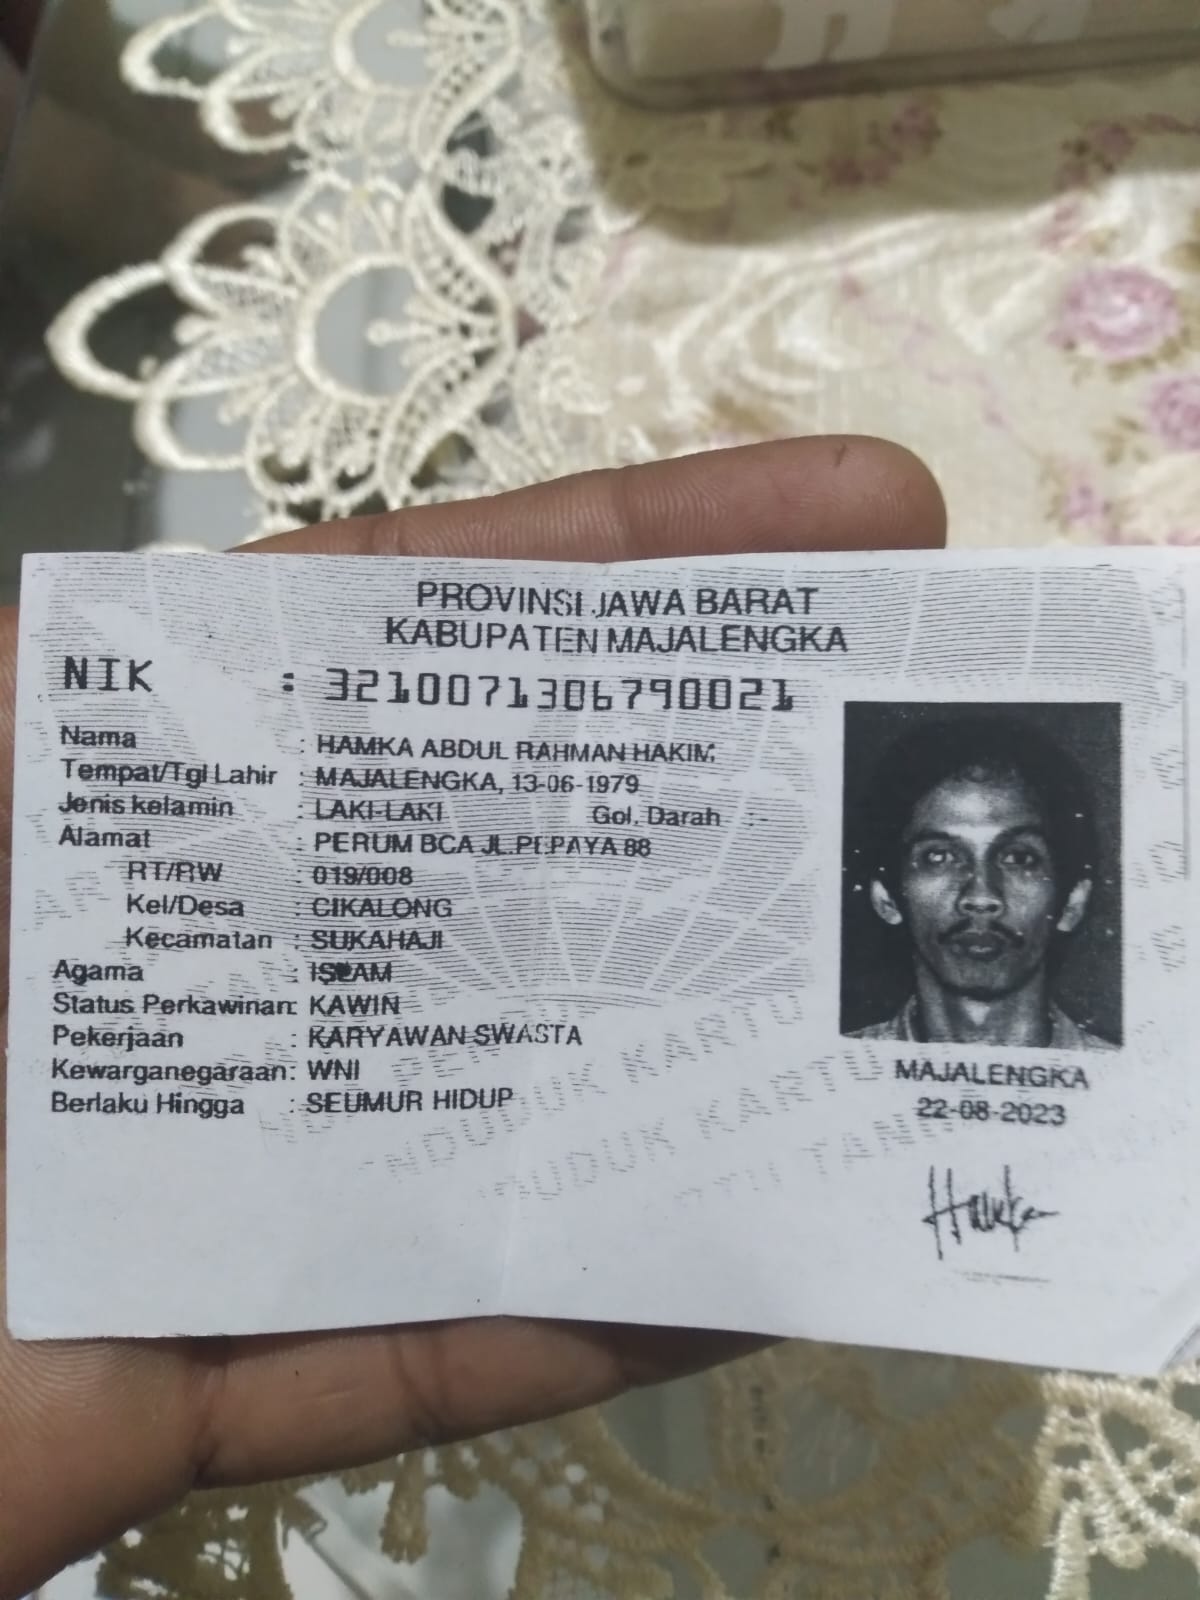 PROVINSI JAWA BARAT
KABUPATEN MAJALENGKA
NIK : 3210071306790021
Nama : HAMKA ABDUL RAHMAN HAKIM
Tempat/Tgl Lahir : MAJALENGKA, 13-06-1979
Jenis kelamin : LAKI-LAKI Gol. Darah : -
Alamat : PERUM BCA JL.PEPAYA 88
RT/RW : 019/008
Kel/Desa : CIKALONG
Kecamatan : SUKAHAJI
Agama : ISLAM
Status Perkawinan: KAWIN
Pekerjaan : KARYAWAN SWASTA
Kewarganegaraan: WNI
Berlaku Hingga : SEUMUR HIDUP
MAJALENGKA
22-08-2023
Hamka